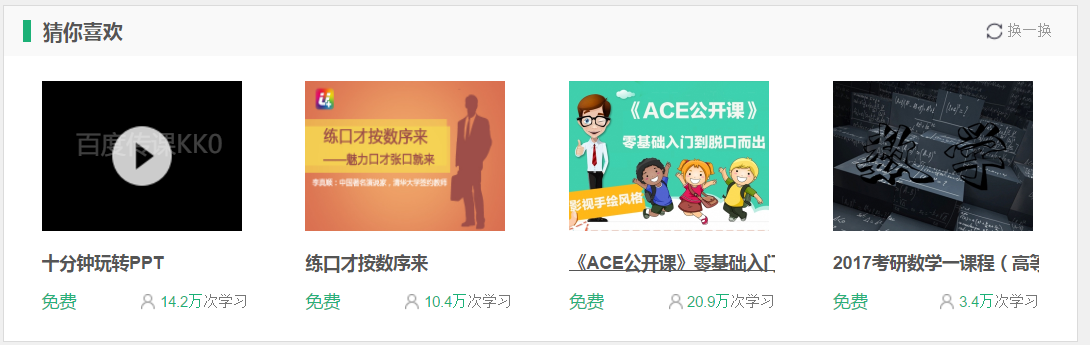 猜你喜欢
换一换
百度传课KK0
练口才按数序来
——魅力口才张口就来
李真顺:中国著名演说家,清华大学签约教师
《ACE公开课》
零基础入门到脱口而出
影视手绘风格
数学
十分钟玩转PPT
练口才按数序来
《ACE公开课》零基础入门
2017考研数学一课程(高等
免费
14.2万次学习
免费
10.4万次学习
免费
20.9万次学习
免费
3.4万次学习